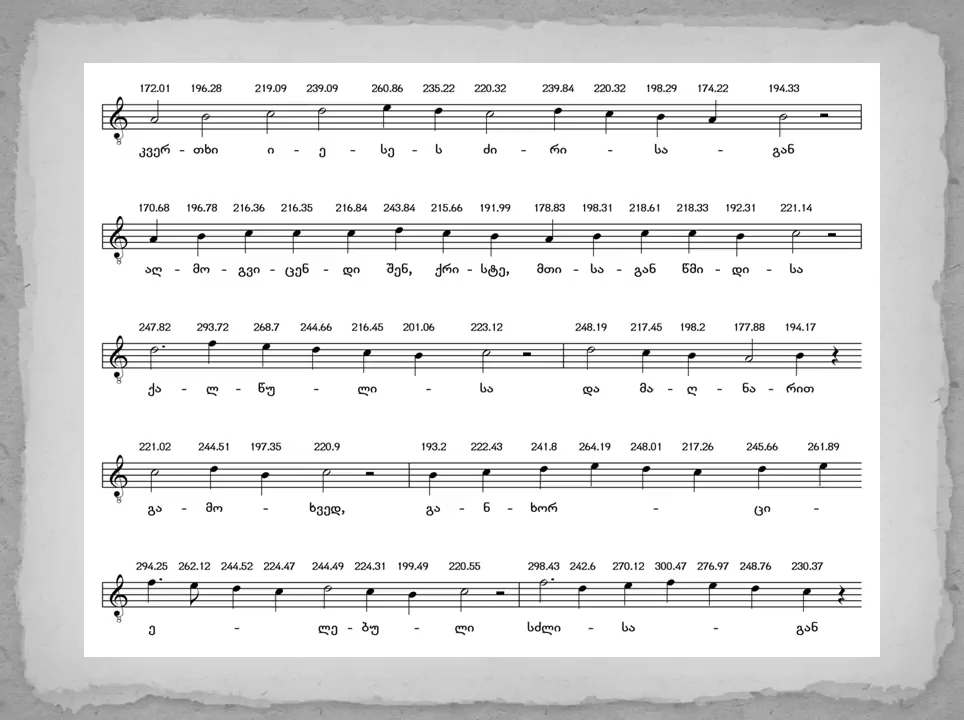 172.01 196.28 219.09 239.09 260.86 235.22 220.32 239.84 220.32 198.29 174.22 194.33
კვერ - თხი ი - ე - სე - ს ძი - რი - სა - გან
170.68 196.78 216.36 216.35 216.84 243.84 215.66 191.99 178.83 198.31 218.61 218.33 192.31 221.14
აღ - მო - გვი - ცენ - დი შენ, ქრი - სტე, მთი - სა - გან წმი - დი - სა
247.82 293.72 268.7 244.66 216.45 201.06 223.12 248.19 217.45 198.2 177.88 194.17
ქა - ლ - წუ - ლი - სა და მა - ღ - ნა - რით
221.02 244.51 197.35 220.9 193.2 222.43 241.8 264.19 248.01 217.26 245.66 261.89
გა - მო - ხვედ, გა - ნ - ხორ - ცი -
294.25 262.12 244.52 224.47 244.49 224.31 199.49 220.55 298.43 242.6 270.12 300.47 276.97 248.76 230.37
ე - ლე - ბუ - ლი სძლი - სა - გან